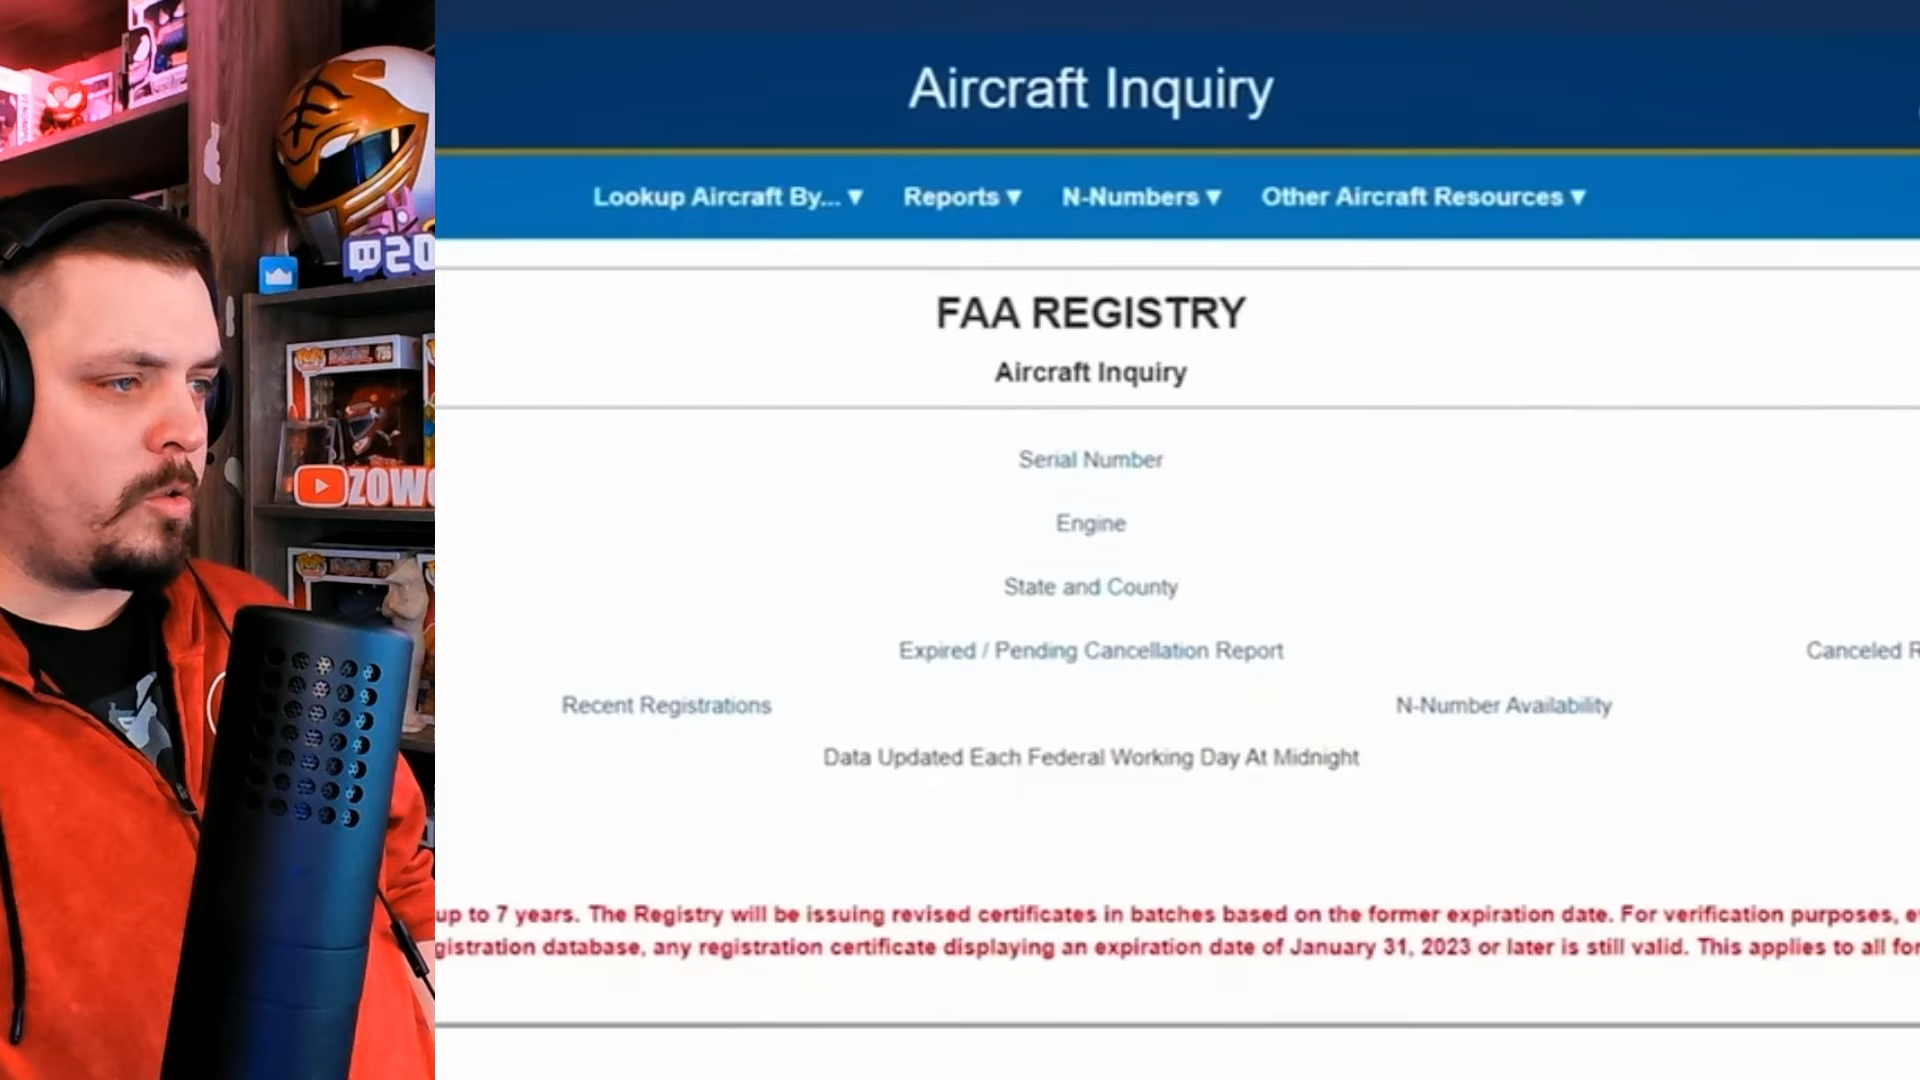 Aircraft Inquiry
Lookup Aircraft By... ▼ Reports ▼ N-Numbers ▼ Other Aircraft Resources ▼
FAA REGISTRY
Aircraft Inquiry
Serial Number
Engine
State and County
Expired / Pending Cancellation Report
Canceled R
Recent Registrations
N-Number Availability
Data Updated Each Federal Working Day At Midnight
up to 7 years. The Registry will be issuing revised certificates in batches based on the former expiration date. For verification purposes, e
gistration database, any registration certificate displaying an expiration date of January 31, 2023 or later is still valid. This applies to all for
756
ZOW